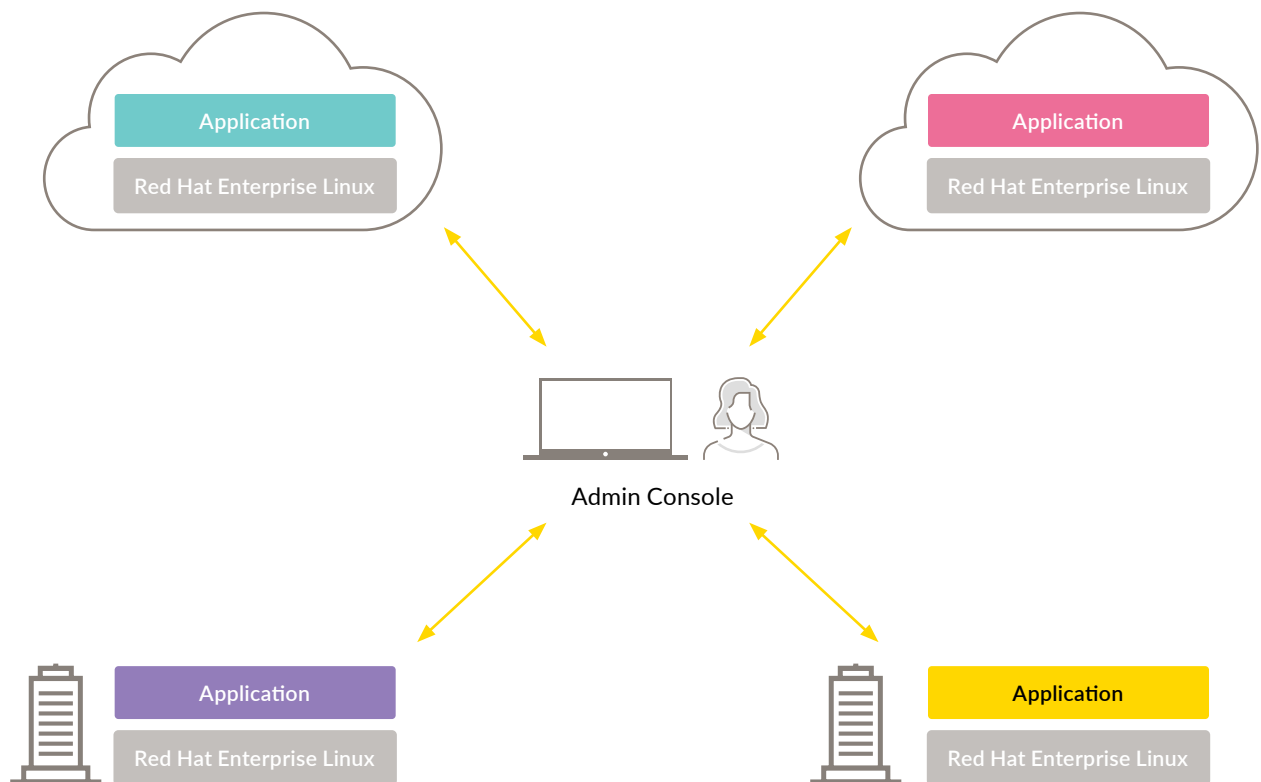 Application
Red Hat Enterprise Linux
Application
Red Hat Enterprise Linux
Admin Console
Application
Red Hat Enterprise Linux
Application
Red Hat Enterprise Linux